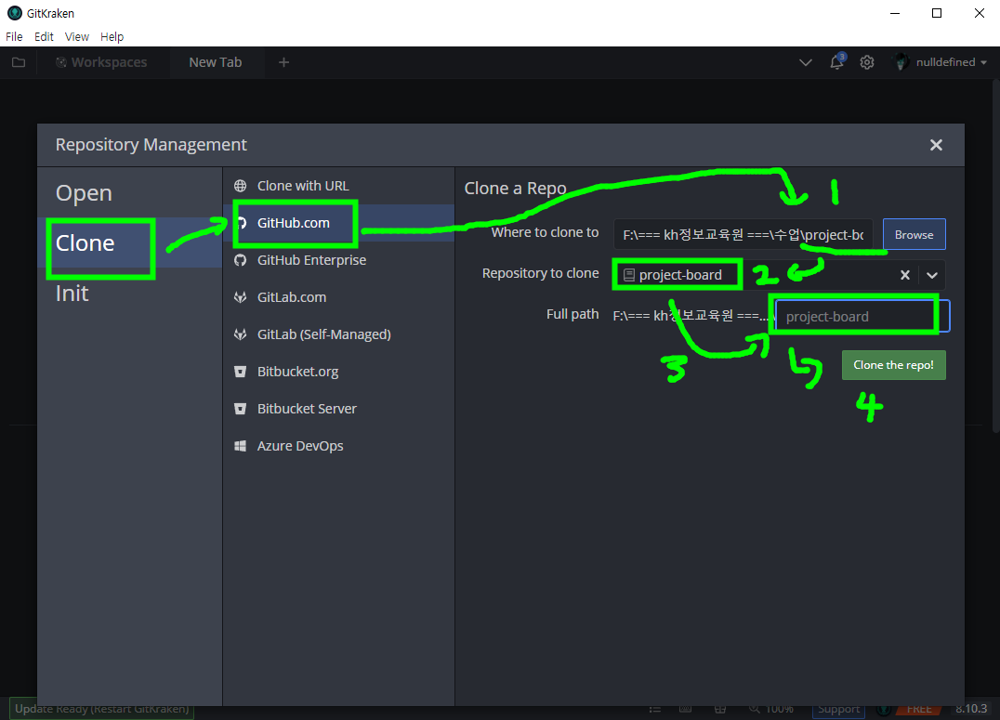 GitKraken
File Edit View Help
Workspaces New Tab + 3 nulldefined
Repository Management
Open
Clone
Init
Clone with URL
GitHub.com
GitHub Enterprise
GitLab.com
GitLab (Self-Managed)
Bitbucket.org
Bitbucket Server
Azure DevOps
Clone a Repo
1
Where to clone to F:\=== kh정보교육원 ===\수업\project-bo Browse
Repository to clone project-board 2
Full path F:\=== kh정보교육원 ===...\ project-board
3
Clone the repo!
4
Update Ready (Restart GitKraken) 100% Support FREE 8.10.3